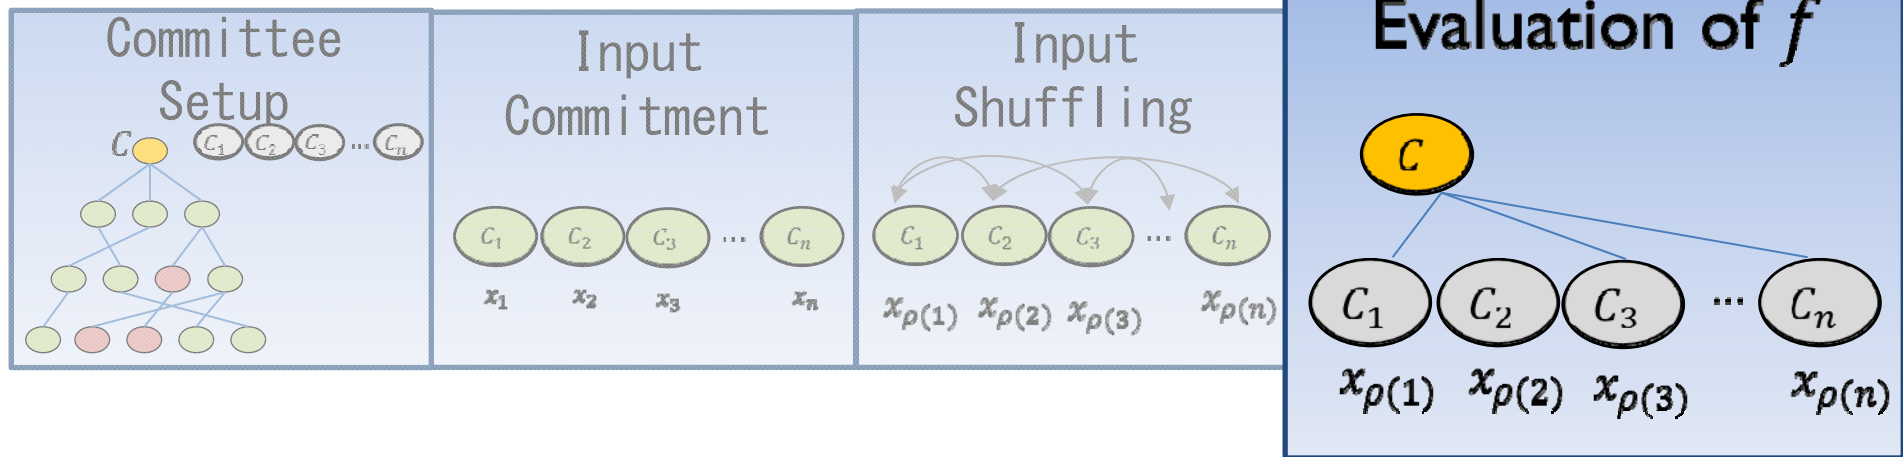 Committee
Setup
C C₁ C₂ C₃ ... Cₙ
Input
Commitment
C₁ C₂ C₃ ... Cₙ
x₁ x₂ x₃ xₙ
Input
Shuffling
C₁ C₂ C₃ ... Cₙ
xρ(1) xρ(2) xρ(3) xρ(n)
Evaluation of f
C
C₁ C₂ C₃ ... Cₙ
xρ(1) xρ(2) xρ(3) xρ(n)